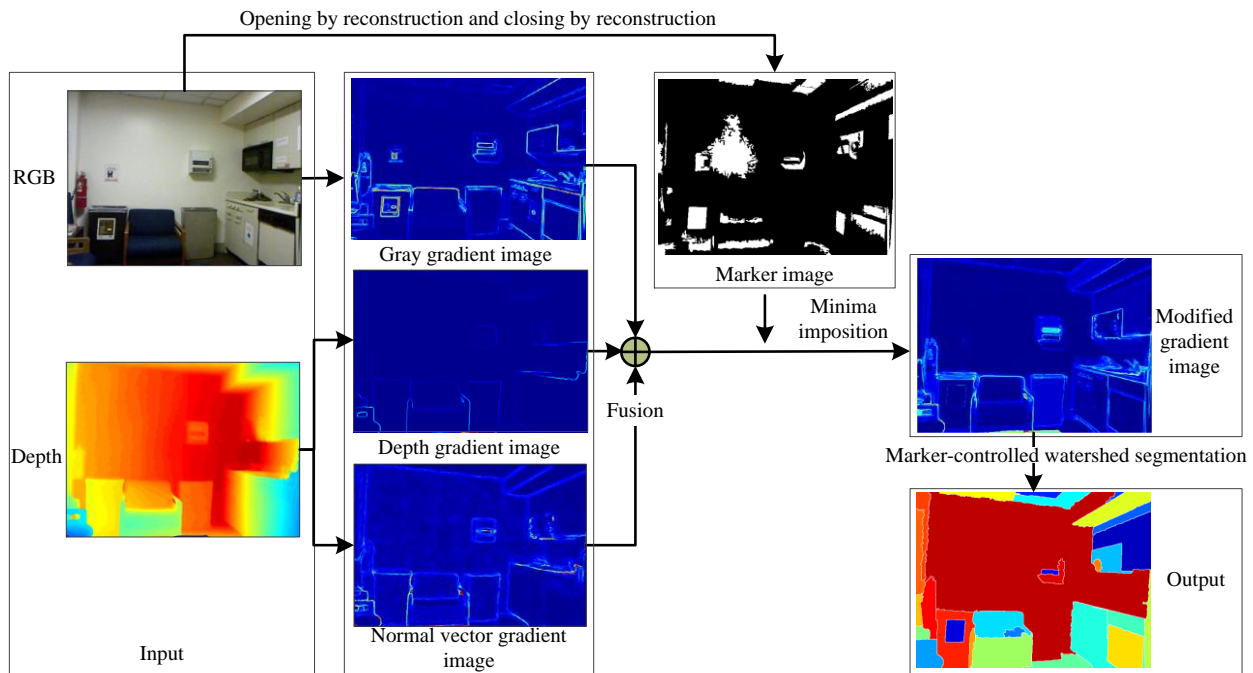 Opening by reconstruction and closing by reconstruction
RGB
Gray gradient image
Marker image
Minima
imposition
Modified
gradient
image
Fusion
Depth
Depth gradient image
Marker-controlled watershed segmentation
Output
Normal vector gradient
image
Input